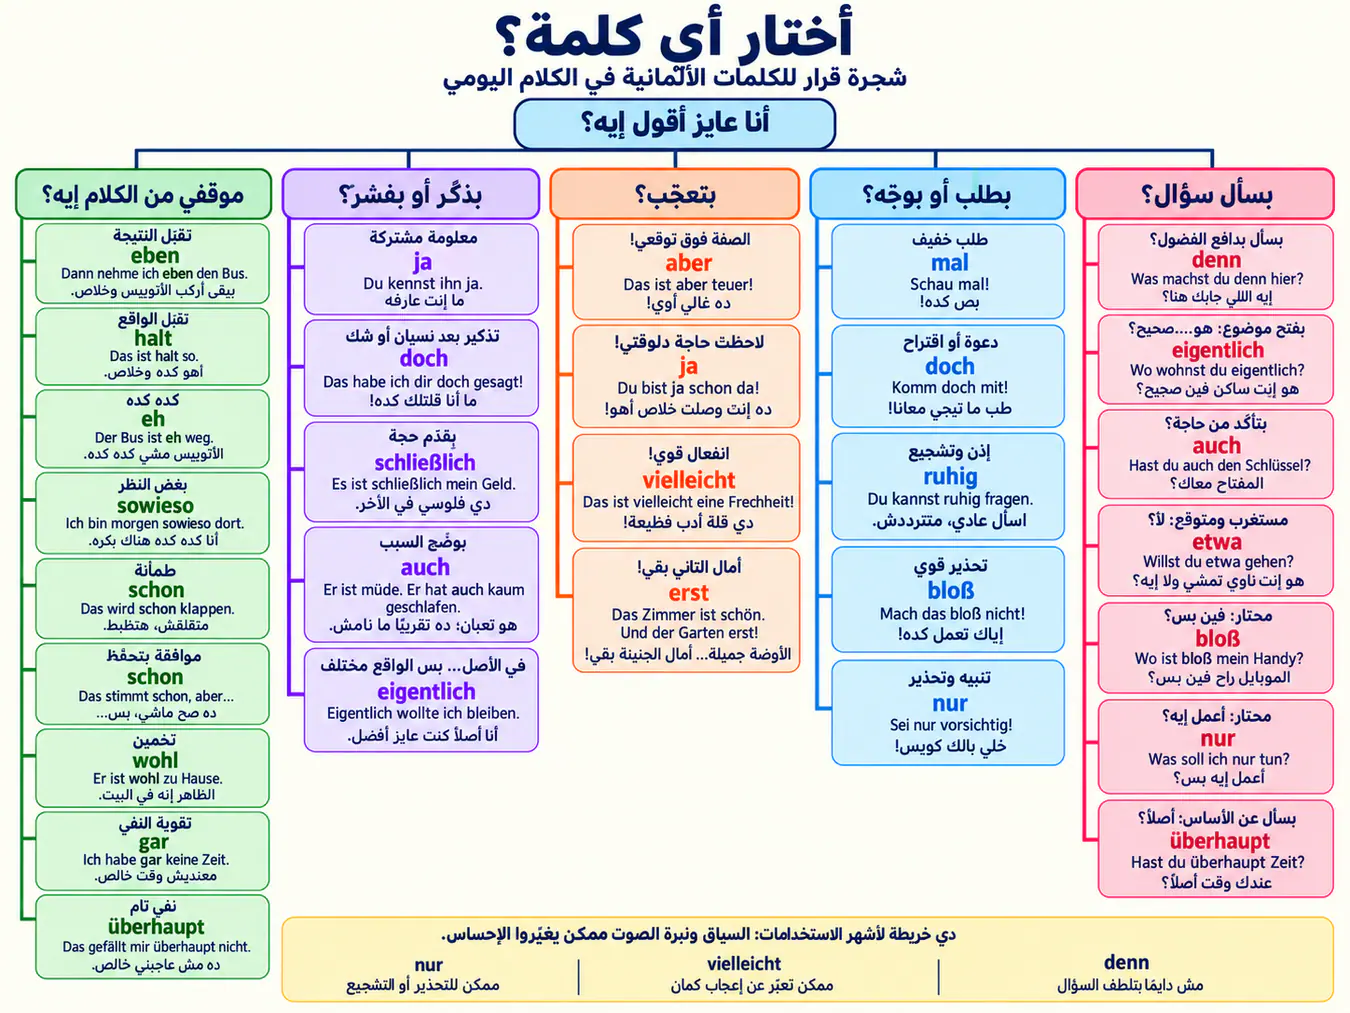 أختار أي كلمة؟
شجرة قرار للكلمات الألمانية في الكلام اليومي
أنا عايز أقول إيه؟
بسأل سؤال؟
بسأل بدافع الفضول؟
denn
Was machst du denn hier?
إيه اللي جابك هنا؟
بفتح موضوع: هو....صحيح؟
eigentlich
Wo wohnst du eigentlich?
هو إنت ساكن فين صحيح؟
بتأكد من حاجة؟
auch
Hast du auch den Schlüssel?
المفتاح معاك؟
مستغرب ومتوقع: لأ؟
etwa
Willst du etwa gehen?
هو إنت ناوي تمشي ولا إيه؟
محتار: فين بس؟
bloß
Wo ist bloß mein Handy?
الموبايل راح فين بس؟
محتار: أعمل إيه؟
nur
Was soll ich nur tun?
أعمل إيه بس؟
بسأل عن الأساس: أصلاً؟
überhaupt
Hast du überhaupt Zeit?
عندك وقت أصلاً؟
بطلب أو بوجّه؟
طلب خفيف
mal
Schau mal!
بص كده!
دعوة أو اقتراح
doch
Komm doch mit!
طب ما تيجي معانا!
إذن وتشجيع
ruhig
Du kannst ruhig fragen.
اسأل عادي، متترددش.
تحذير قوي
bloß
Mach das bloß nicht!
إياك تعمل كده!
تنبيه وتحذير
nur
Sei nur vorsichtig!
خلي بالك كويس!
بتعجّب؟
الصفة فوق توقعي!
aber
Das ist aber teuer!
ده غالي أوي!
لاحظت حاجة دلوقتي!
ja
Du bist ja schon da!
ده إنت وصلت خلاص أهو!
انفعال قوي!
vielleicht
Das ist vielleicht eine Frechheit!
دي قلة أدب فظيعة!
أمال التاني بقي!
erst
Das Zimmer ist schön.
Und der Garten erst!
الأوضة جميلة... أمال الجنينة بقي!
بذكَّر أو بفسّر؟
معلومة مشتركة
ja
Du kennst ihn ja.
ما إنت عارفه
تذكير بعد نسيان أو شك
doch
Das habe ich dir doch gesagt!
ما أنا قلتلك كده!
بِقدّم حجة
schließlich
Es ist schließlich mein Geld.
دي فلوسي في الأخر.
بوضّح السبب
auch
Er ist müde. Er hat auch kaum
geschlafen.
هو تعبان؛ ده تقريبًا ما نامش.
في الأصل... بس الواقع مختلف
eigentlich
Eigentlich wollte ich bleiben.
أنا أصلاً كنت عايز أفضل.
موقفي من الكلام إيه؟
تقبّل النتيجة
eben
Dann nehme ich eben den Bus.
يبقى أركب الأتوبيس وخلاص.
تقبّل الواقع
halt
Das ist halt so.
أهو كده وخلاص.
كده كده
eh
Der Bus ist eh weg.
الأتوبيس مشي كده كده.
بغض النظر
sowieso
Ich bin morgen sowieso dort.
أنا كده كده هناك بكره.
طمأنة
schon
Das wird schon klappen.
متقلقش، هتظبط.
موافقة بتحفّظ
schon
Das stimmt schon, aber...
ده صح ماشي، بس...
تخمين
wohl
Er ist wohl zu Hause.
الظاهر إنه في البيت.
تقوية النفي
gar
Ich habe gar keine Zeit.
معنديش وقت خالص.
نفي تام
überhaupt
Das gefällt mir überhaupt nicht.
ده مش عاجبني خالص.
دي خريطة لأشهر الاستخدامات: السياق ونبرة الصوت ممكن يغيّروا الإحساس.
denn
مش دايمًا بتلطف السؤال
vielleicht
ممكن تعبّر عن إعجاب كمان
nur
ممكن للتحذير أو التشجيع